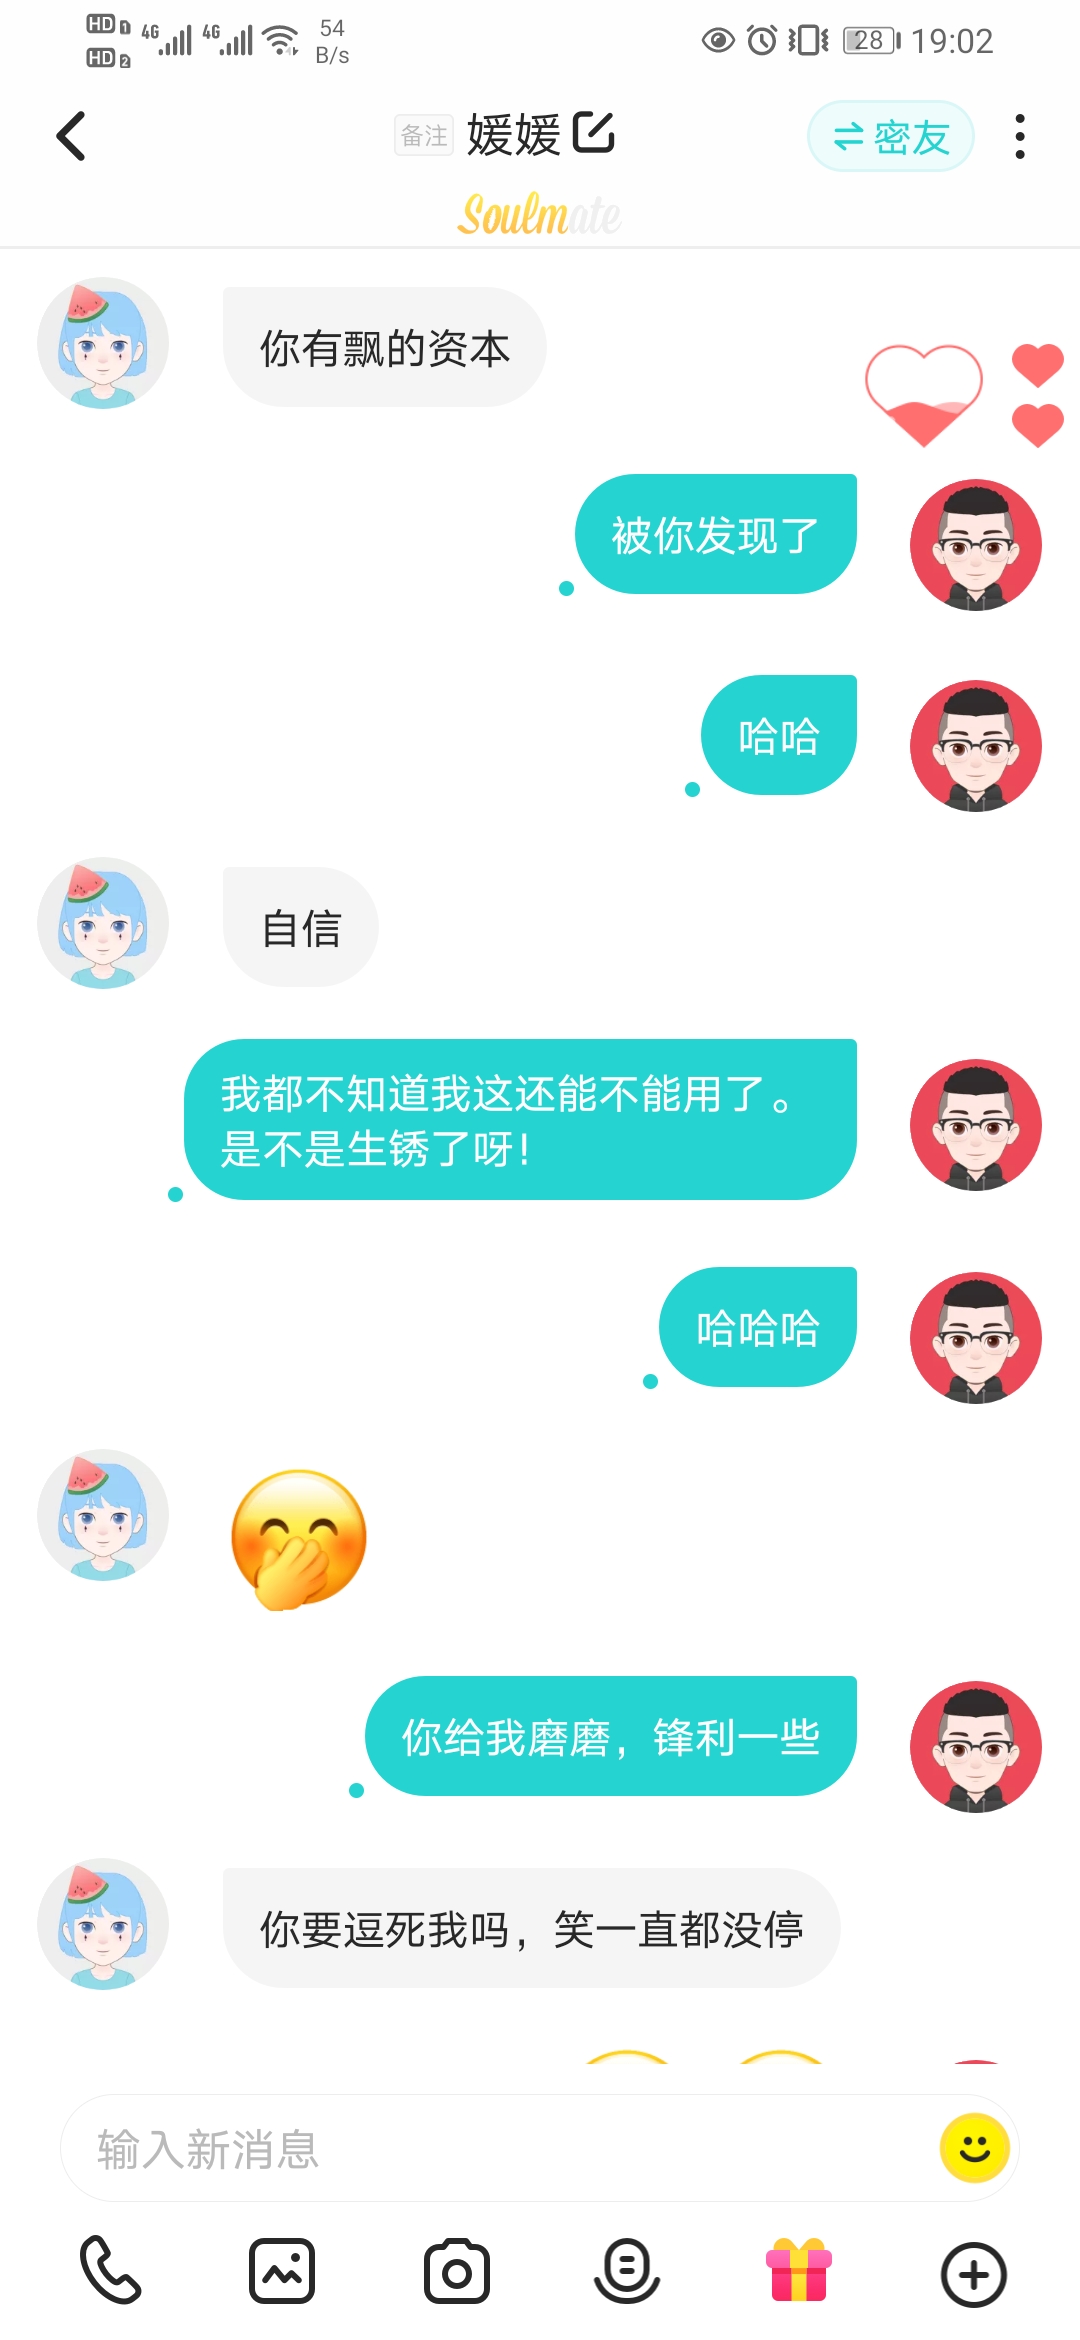 HD 1 4G 4G 54
HD 2 B/s
28 19:02
备注 媛媛 密友
Soulmate
你有飘的资本
被你发现了
哈哈
自信
我都不知道我这还能不能用了。
是不是生锈了呀!
哈哈哈
你给我磨磨，锋利一些
你要逗死我吗，笑一直都没停
输入新消息